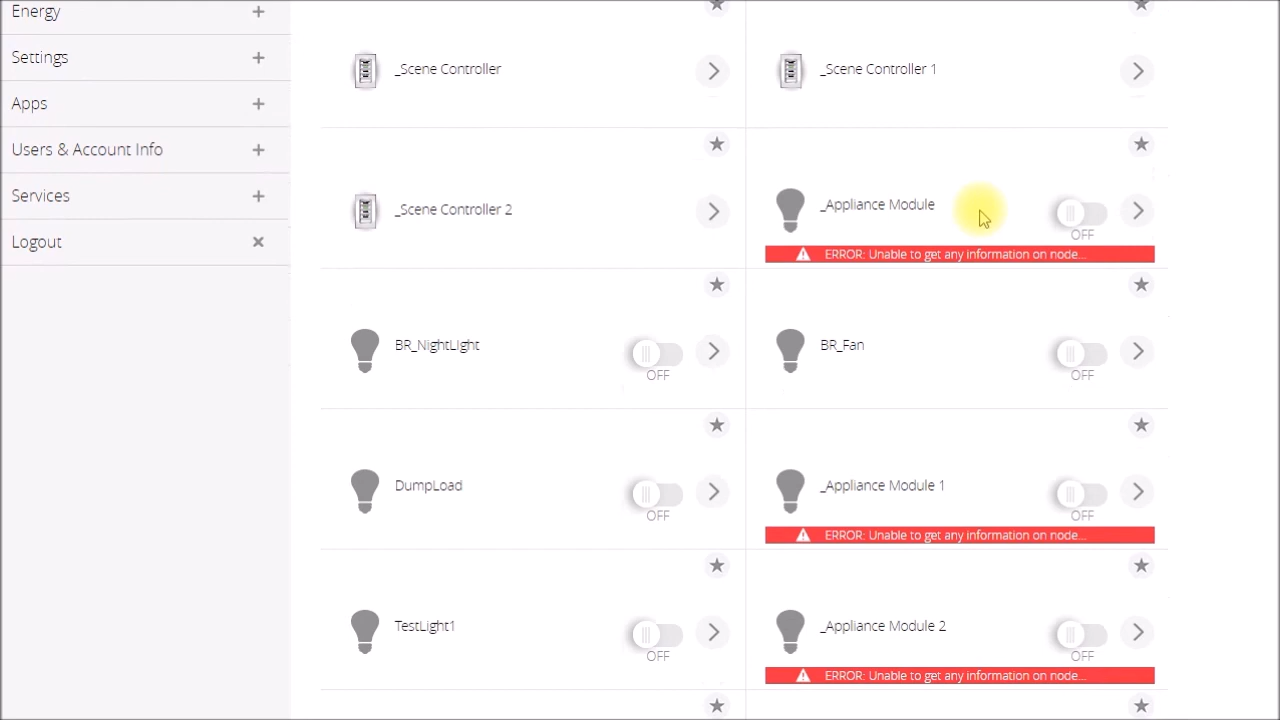 Energy
Settings
Apps
Users & Account Info
Services
Logout
_Scene Controller
_Scene Controller 1
_Scene Controller 2
_Appliance Module
OFF
ERROR: Unable to get any information on node...
BR_NightLIght
OFF
BR_Fan
OFF
DumpLoad
OFF
_Appliance Module 1
OFF
ERROR: Unable to get any information on node...
TestLight1
OFF
_Appliance Module 2
OFF
ERROR: Unable to get any information on node...